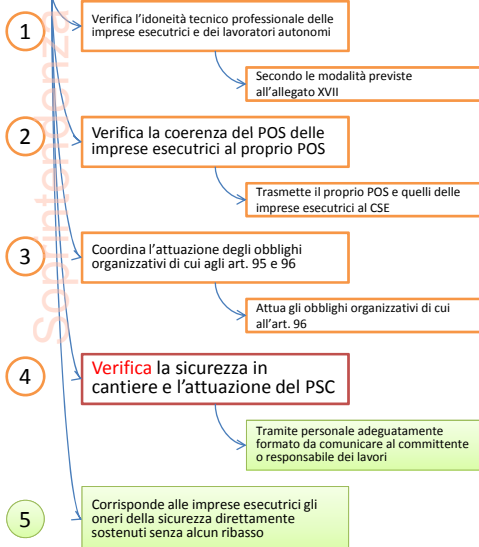 1
Verifica l'idoneità tecnico professionale delle
imprese esecutrici e dei lavoratori autonomi
Secondo le modalità previste
all'allegato XVII
2
Verifica la coerenza del POS delle
imprese esecutrici al proprio POS
Trasmette il proprio POS e quelli delle
imprese esecutrici al CSE
3
Coordina l'attuazione degli obblighi
organizzativi di cui agli art. 95 e 96
Attua gli obblighi organizzativi di cui
all'art. 96
4
Verifica la sicurezza in
cantiere e l'attuazione del PSC
Tramite personale adeguatamente
formato da comunicare al committente
o responsabile dei lavori
5
Corrisponde alle imprese esecutrici gli
oneri della sicurezza direttamente
sostenuti senza alcun ribasso
Soprintendenza